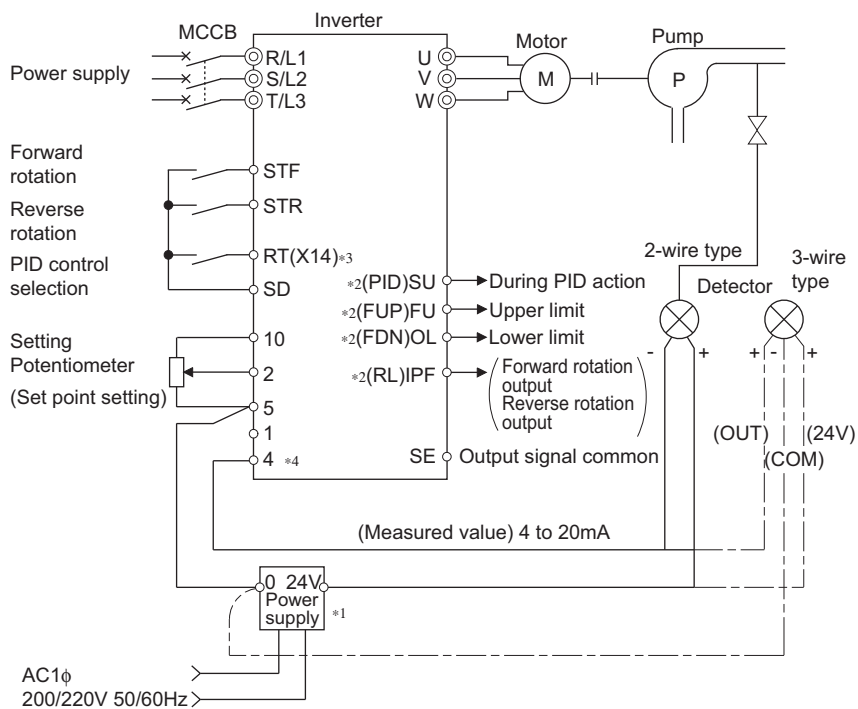 Inverter
MCCB
Power supply
R/L1
S/L2
T/L3
U
V
W
Motor
M
Pump
P
Forward
rotation
Reverse
rotation
PID control
selection
STF
STR
RT(X14)*3
SD
Setting
Potentiometer
(Set point setting)
10
2
5
1
4 *4
*2(PID)SU
During PID action
*2(FUP)FU
Upper limit
*2(FDN)OL
Lower limit
*2(RL)IPF
(Forward rotation
output
Reverse rotation
output)
SE
Output signal common
2-wire type
Detector
3-wire
type
- +
+ - +
(OUT)
(24V)
(COM)
(Measured value) 4 to 20mA
0 24V
Power
supply
*1
AC1ϕ
200/220V 50/60Hz